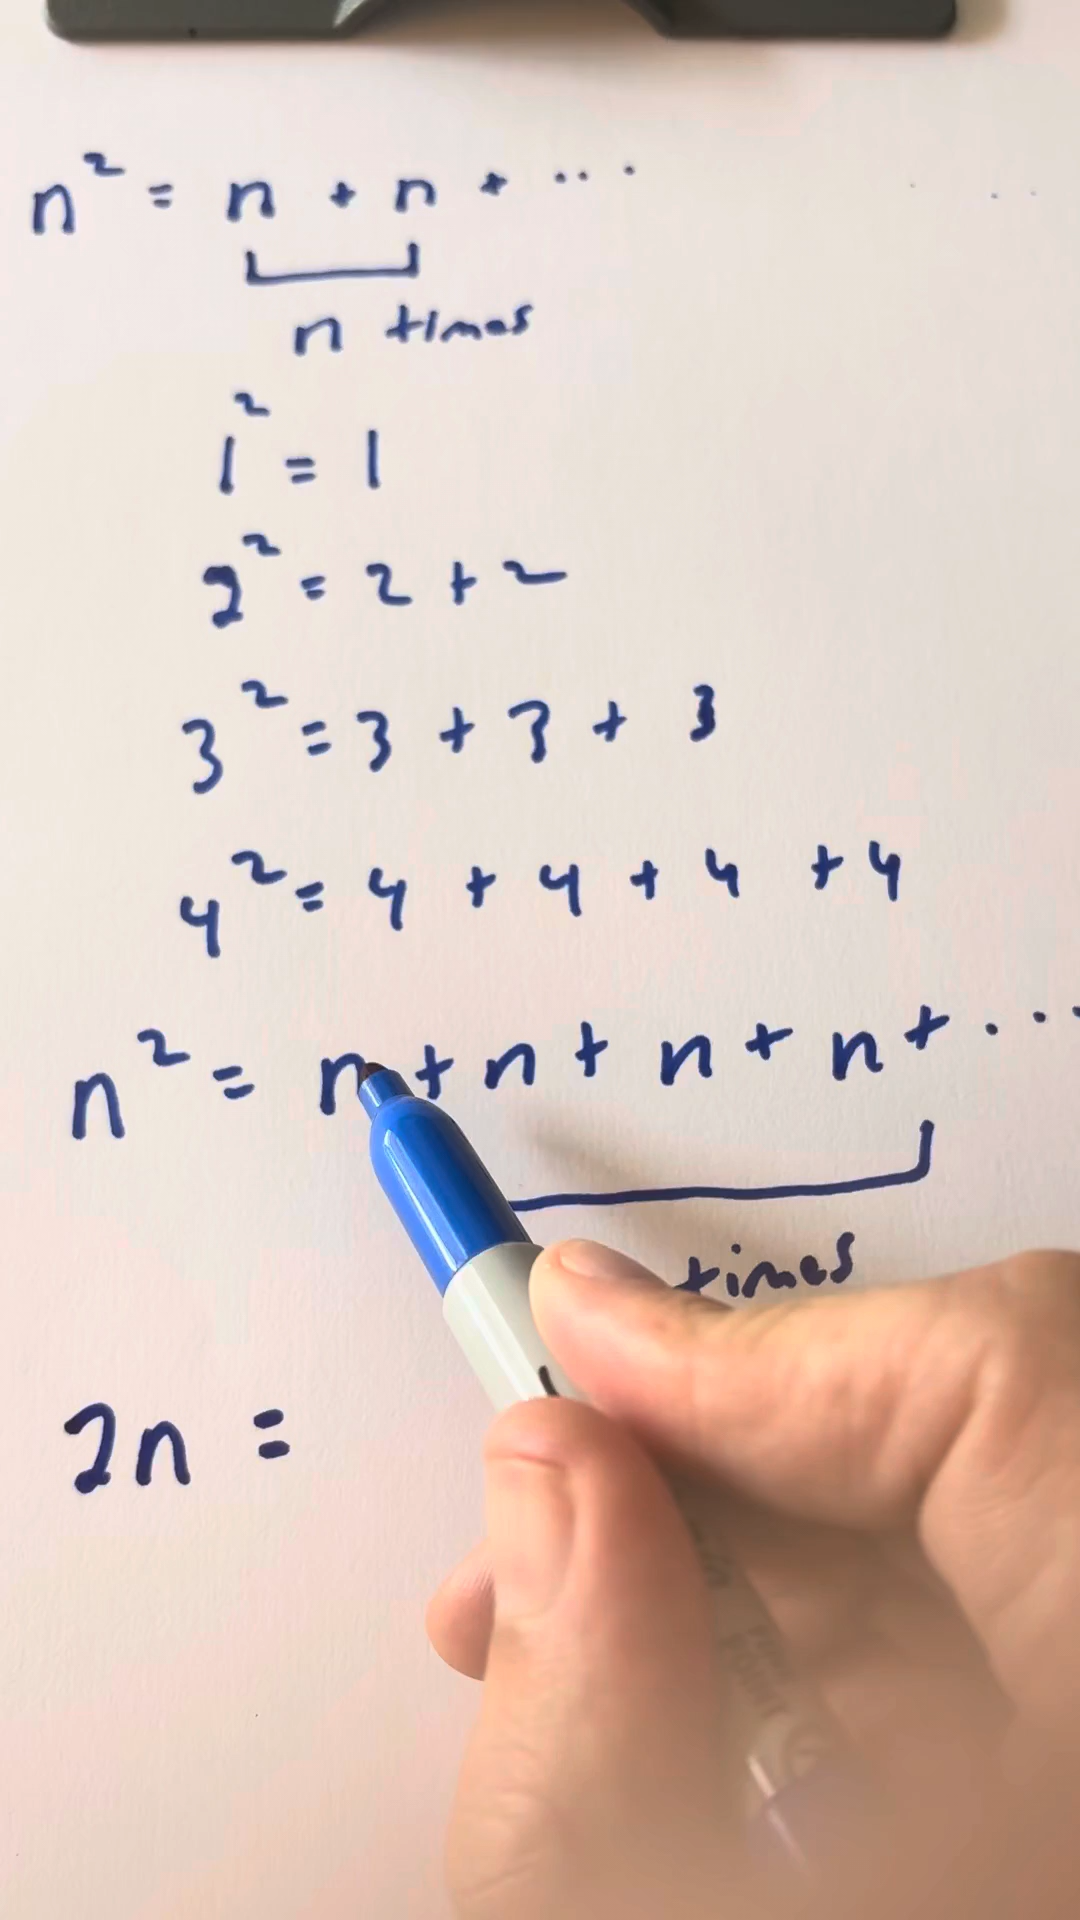 n² = n + n + ...
n times
1² = 1
2² = 2 + 2
3² = 3 + 3 + 3
4² = 4 + 4 + 4 + 4
n² = n + n + n + n + ...
times
2n =